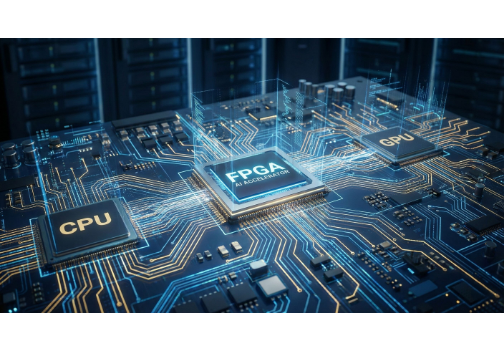 CPU
FPGA
AI ACCELERATOR
GPU